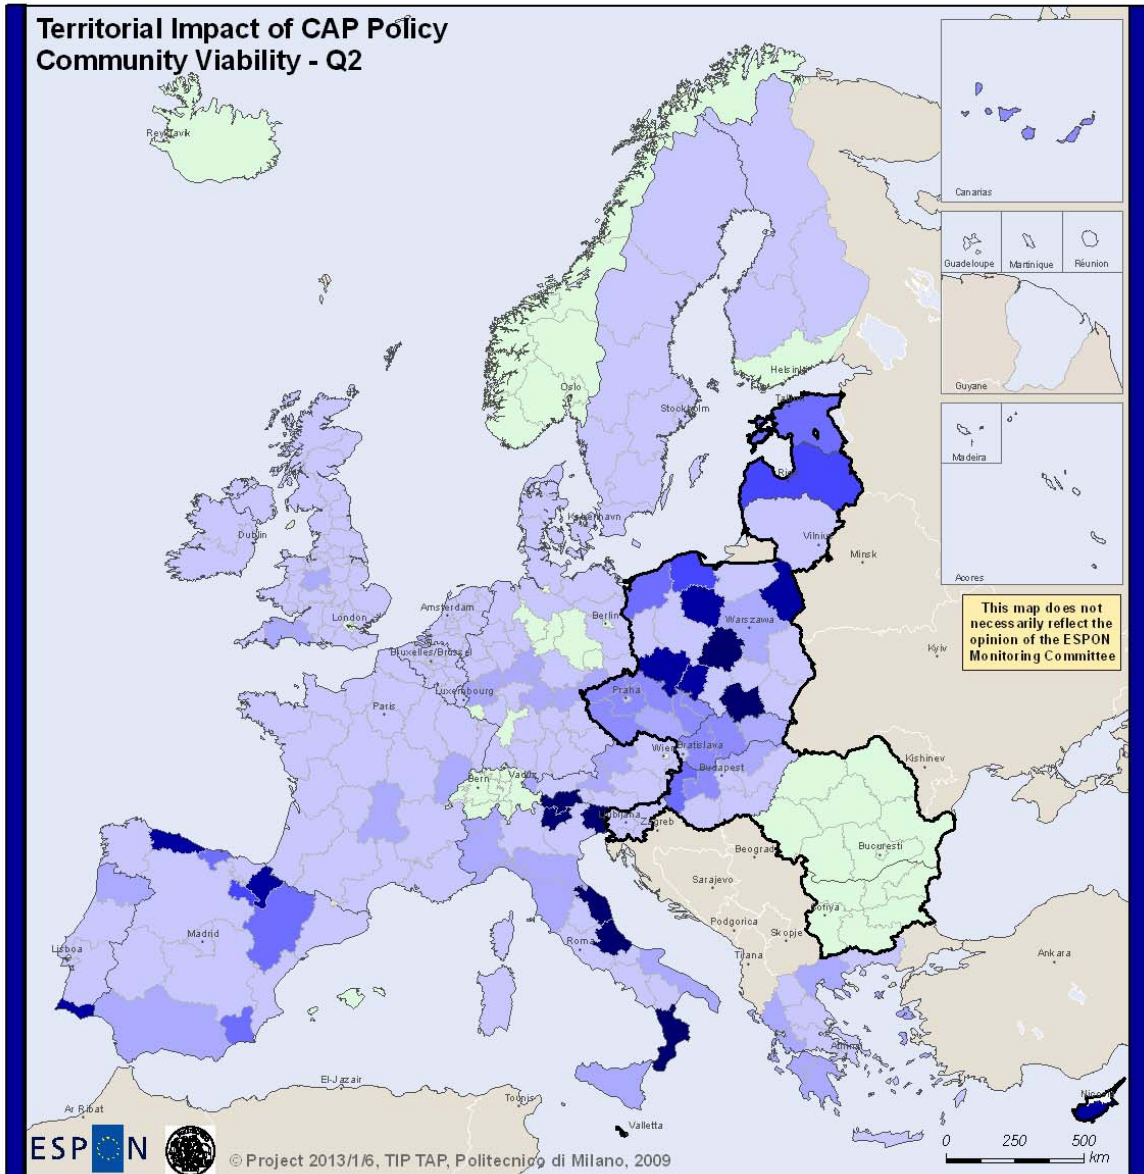 Territorial Impact of CAP Policy
Community Viability - Q2
Reykjavik
Canarias
Guadeloupe
Martinique
Réunion
Guyane
Madeira
Acores
This map does not
necessarily reflect the
opinion of the ESPON
Monitoring Committee
Oslo
Helsinki
Stockholm
Dublin
København
Vilnius
Minsk
London
Amsterdam
Berlin
Warszawa
Bruxelles/Brussel
Kyiv
Luxembourg
Praha
Paris
Wien
Bratislava
Kishinev
Bern
Vaduz
Budapest
Ljubljana
Zagreb
Beograd
Bucuresti
Sarajevo
Madrid
Lisboa
Roma
Podgorica
Skopje
Sofiya
Tirana
Ankara
El-Jazair
Tounis
Ar Ribat
Valletta
ESPON
© Project 2013/1/6, TIP TAP, Politecnico di Milano, 2009
0 250 500
km